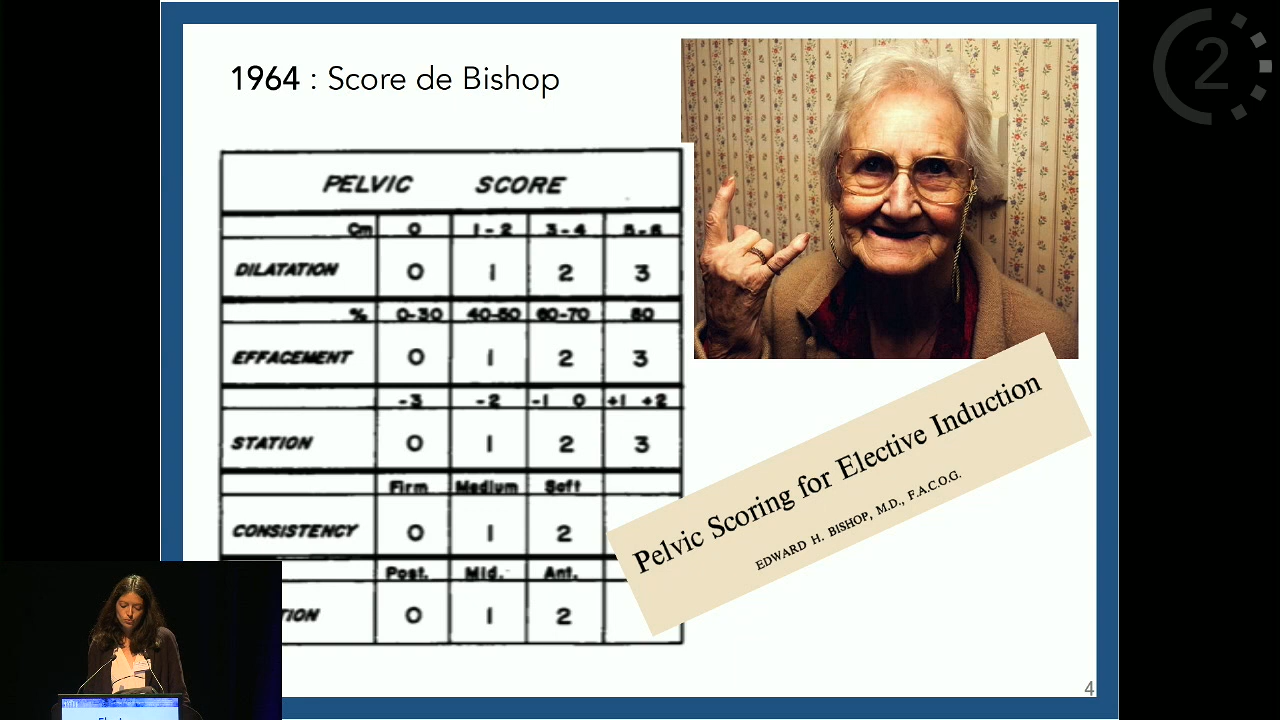 1964 : Score de Bishop
PELVIC SCORE
Cm 0 1-2 3-4 5-6
DILATATION 0 1 2 3
% 0-30 40-50 60-70 80
EFFACEMENT 0 1 2 3
-3 -2 -1 0 +1 +2
STATION 0 1 2 3
Firm Medium Soft
CONSISTENCY 0 1 2
Post. Mid. Ant.
TION 0 1 2
Pelvic Scoring for Elective Induction
EDWARD H. BISHOP, M.D., F.A.C.O.G.
4
2